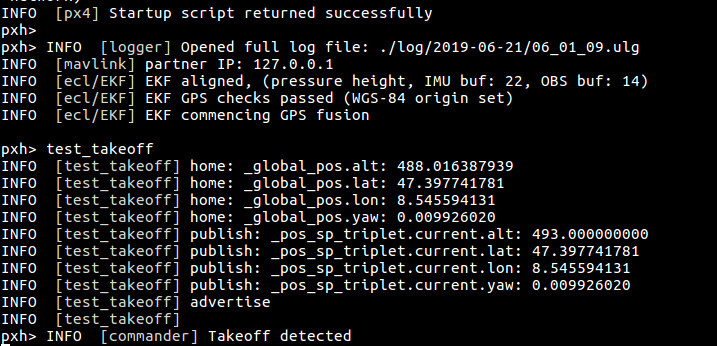 INFO  [px4] Startup script returned successfully
pxh>
pxh> INFO  [logger] Opened full log file: ./log/2019-06-21/06_01_09.ulg
INFO  [mavlink] partner IP: 127.0.0.1
INFO  [ecl/EKF] EKF aligned, (pressure height, IMU buf: 22, OBS buf: 14)
INFO  [ecl/EKF] EKF GPS checks passed (WGS-84 origin set)
INFO  [ecl/EKF] EKF commencing GPS fusion
pxh> test_takeoff
INFO  [test_takeoff] home: _global_pos.alt: 488.016387939
INFO  [test_takeoff] home: _global_pos.lat: 47.397741781
INFO  [test_takeoff] home: _global_pos.lon: 8.545594131
INFO  [test_takeoff] home: _global_pos.yaw: 0.009926020
INFO  [test_takeoff] publish: _pos_sp_triplet.current.alt: 493.000000000
INFO  [test_takeoff] publish: _pos_sp_triplet.current.lat: 47.397741781
INFO  [test_takeoff] publish: _pos_sp_triplet.current.lon: 8.545594131
INFO  [test_takeoff] publish: _pos_sp_triplet.current.yaw: 0.009926020
INFO  [test_takeoff] advertise
INFO  [test_takeoff]
pxh> INFO  [commander] Takeoff detected